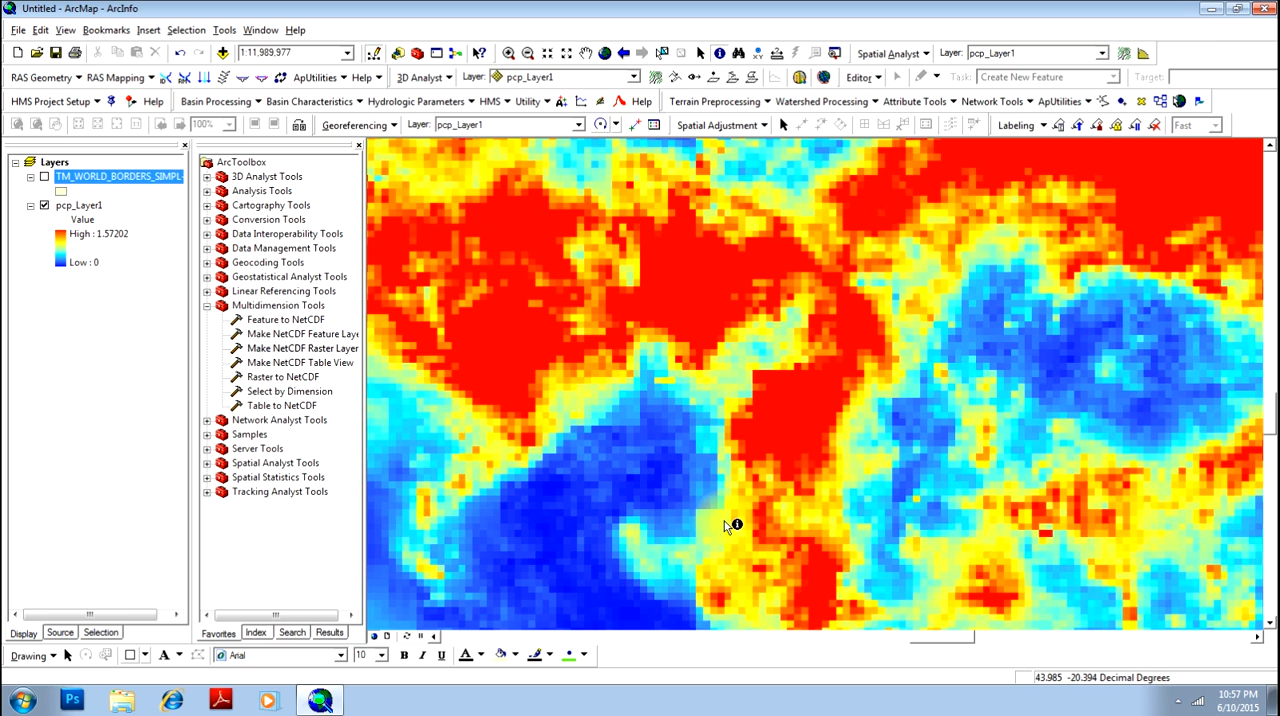 Untitled - ArcMap - ArcInfo
File Edit View Bookmarks Insert Selection Tools Window Help
1:11,989,977 Spatial Analyst Layer: pcp_Layer1
RAS Geometry RAS Mapping ApUtilities Help 3D Analyst Layer: pcp_Layer1 Editor Task: Create New Feature Target:
HMS Project Setup Help Basin Processing Basin Characteristics Hydrologic Parameters HMS Utility Help Terrain Preprocessing Watershed Processing Attribute Tools Network Tools ApUtilities
100% Georeferencing Layer: pcp_Layer1 Spatial Adjustment Labeling Fast
Layers
TM_WORLD_BORDERS_SIMPL
pcp_Layer1
Value
High : 1.57202
Low : 0
ArcToolbox
3D Analyst Tools
Analysis Tools
Cartography Tools
Conversion Tools
Data Interoperability Tools
Data Management Tools
Geocoding Tools
Geostatistical Analyst Tools
Linear Referencing Tools
Multidimension Tools
Feature to NetCDF
Make NetCDF Feature Laye
Make NetCDF Raster Layer
Make NetCDF Table View
Raster to NetCDF
Select by Dimension
Table to NetCDF
Network Analyst Tools
Samples
Server Tools
Spatial Analyst Tools
Spatial Statistics Tools
Tracking Analyst Tools
Display Source Selection
Favorites Index Search Results
Drawing A Arial 10 B I U A
43.985 -20.394 Decimal Degrees
Ps
10:57 PM
6/10/2015